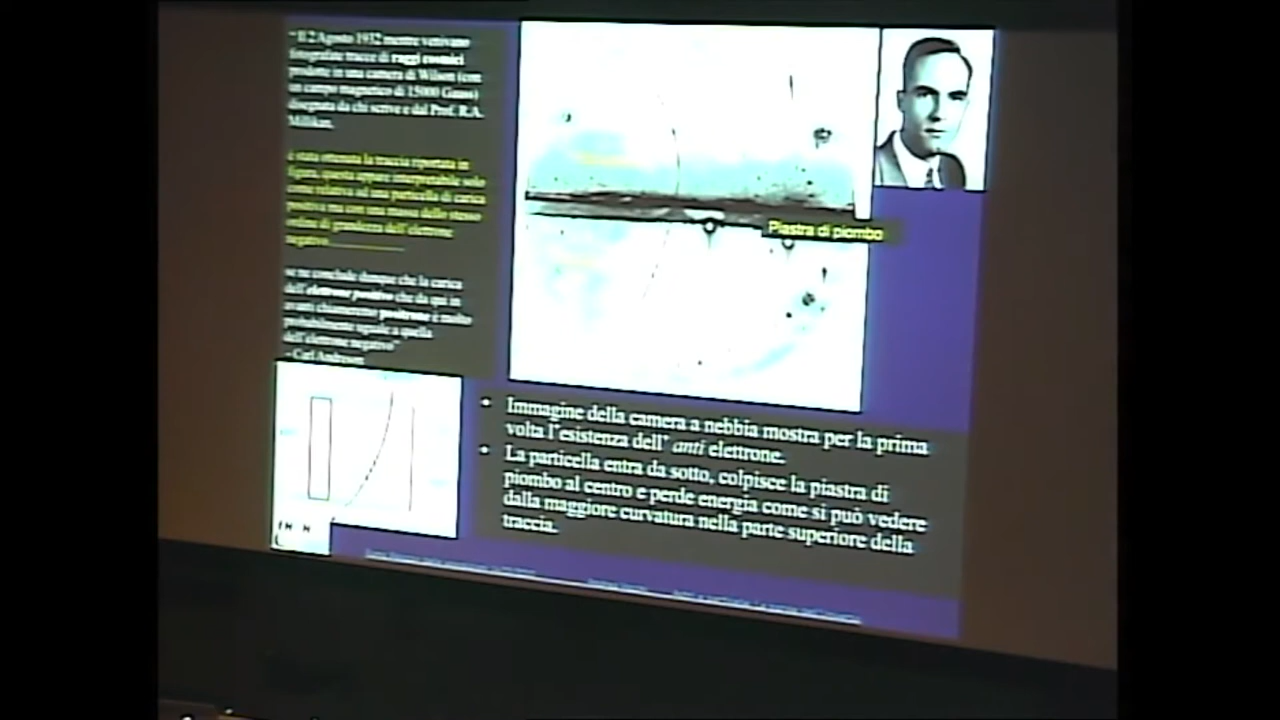 "Il 2 Agosto 1932 mentre venivano
fotografate tracce di raggi cosmici
prodotte in una camera di Wilson (con
un campo magnetico di 15000 Gauss)
disegnata da chi scrive e dal Prof. R.A.
Millikan,
è stata ottenuta la traccia riportata in
figura, questa appare interpretabile solo
come relativa ad una particella di carica
positiva ma con una massa dello stesso
ordine di grandezza dell'elettrone
negativo
se ne conclude dunque che la carica
dell'elettrone positivo che da qui in
avanti chiameremo positrone è molto
probabilmente uguale a quella
dell'elettrone negativo"
- Carl Anderson
Piastra di piombo
• Immagine della camera a nebbia mostra per la prima
volta l'esistenza dell' anti elettrone.
• La particella entra da sotto, colpisce la piastra di
piombo al centro e perde energia come si può vedere
dalla maggiore curvatura nella parte superiore della
traccia.